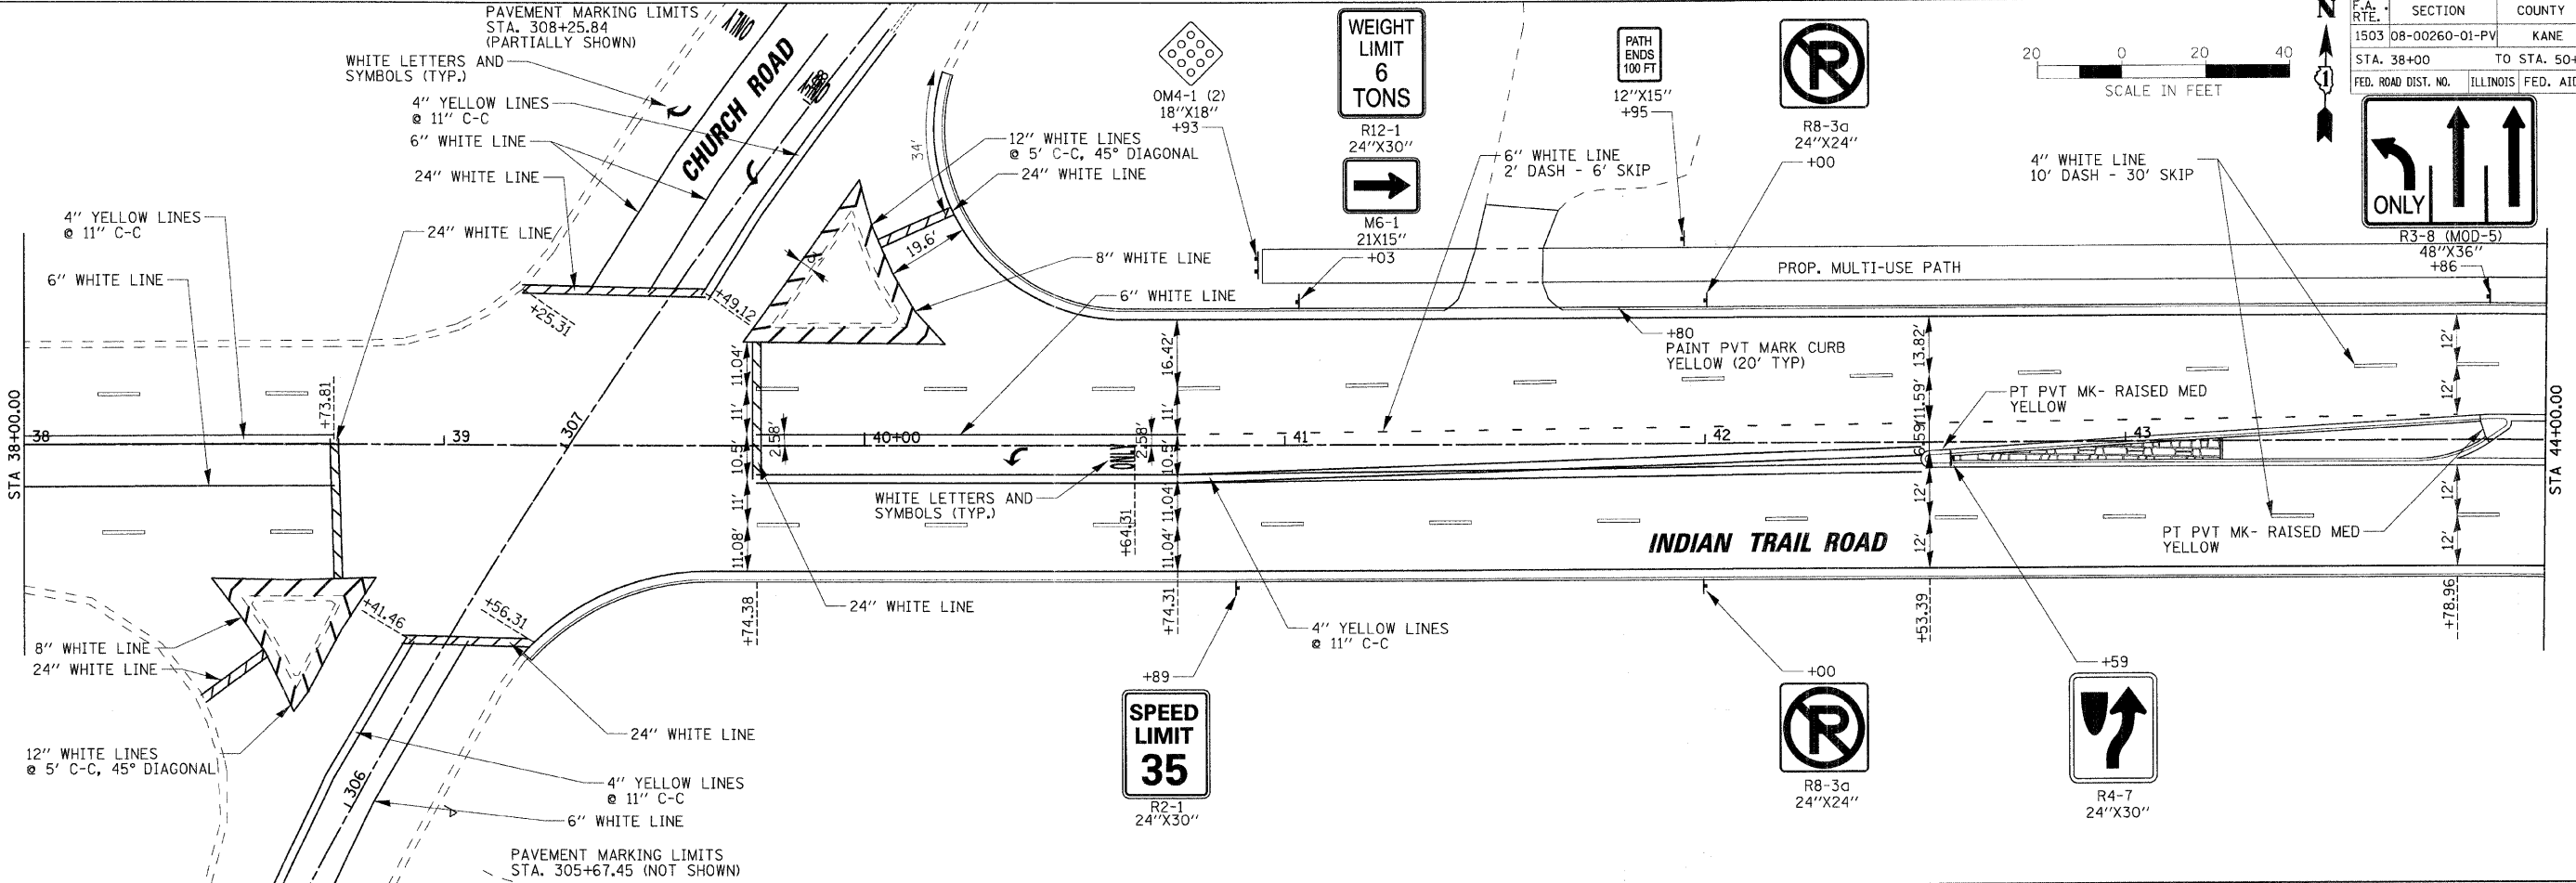 PAVEMENT MARKING LIMITS
STA. 308+25.84
(PARTIALLY SHOWN)
WHITE LETTERS AND
SYMBOLS (TYP.)
4" YELLOW LINES
@ 11" C-C
6" WHITE LINE
24" WHITE LINE
ONLY
CHURCH ROAD
4" YELLOW LINES
@ 11" C-C
24" WHITE LINE
6" WHITE LINE
34'
12" WHITE LINES
@ 5' C-C, 45° DIAGONAL
24" WHITE LINE
19.6'
8" WHITE LINE
6" WHITE LINE
OM4-1 (2)
18"X18"
+93
WEIGHT
LIMIT
6
TONS
R12-1
24"X30"
M6-1
21X15"
+03
6" WHITE LINE
2' DASH - 6' SKIP
PATH
ENDS
100 FT
12"X15"
+95
R
R8-3a
24"X24"
+00
20 0 20 40
SCALE IN FEET
N
1
F.A.
RTE. SECTION COUNTY
1503 08-00260-01-PV KANE
STA. 38+00 TO STA. 50+
FED. ROAD DIST. NO. ILLINOIS FED. AID
4" WHITE LINE
10' DASH - 30' SKIP
ONLY
R3-8 (MOD-5)
48"X36"
+86
PROP. MULTI-USE PATH
+80
PAINT PVT MARK CURB
YELLOW (20' TYP)
PT PVT MK- RAISED MED
YELLOW
+25.31
+49.12
STA 38+00.00
38
+73.81
39
307
11.04'
11'
2.58'
10.5'
11'
11.08'
+74.38
40+00
ONLY
WHITE LETTERS AND
SYMBOLS (TYP.)
2.58'
+64.31
16.42'
11'
10.5'
11.04'
11.04'
+74.31
41
42
13.82'
11.59'
6.59'
12'
12'
+53.39
43
12'
12'
12'
12'
+78.96
STA 44+00.00
INDIAN TRAIL ROAD
PT PVT MK- RAISED MED
YELLOW
8" WHITE LINE
24" WHITE LINE
12" WHITE LINES
@ 5' C-C, 45° DIAGONAL
+41.46
+56.31
24" WHITE LINE
24" WHITE LINE
4" YELLOW LINES
@ 11" C-C
306
4" YELLOW LINES
@ 11" C-C
6" WHITE LINE
PAVEMENT MARKING LIMITS
STA. 305+67.45 (NOT SHOWN)
+89
SPEED
LIMIT
35
R2-1
24"X30"
+00
R
R8-3a
24"X24"
+59
R4-7
24"X30"